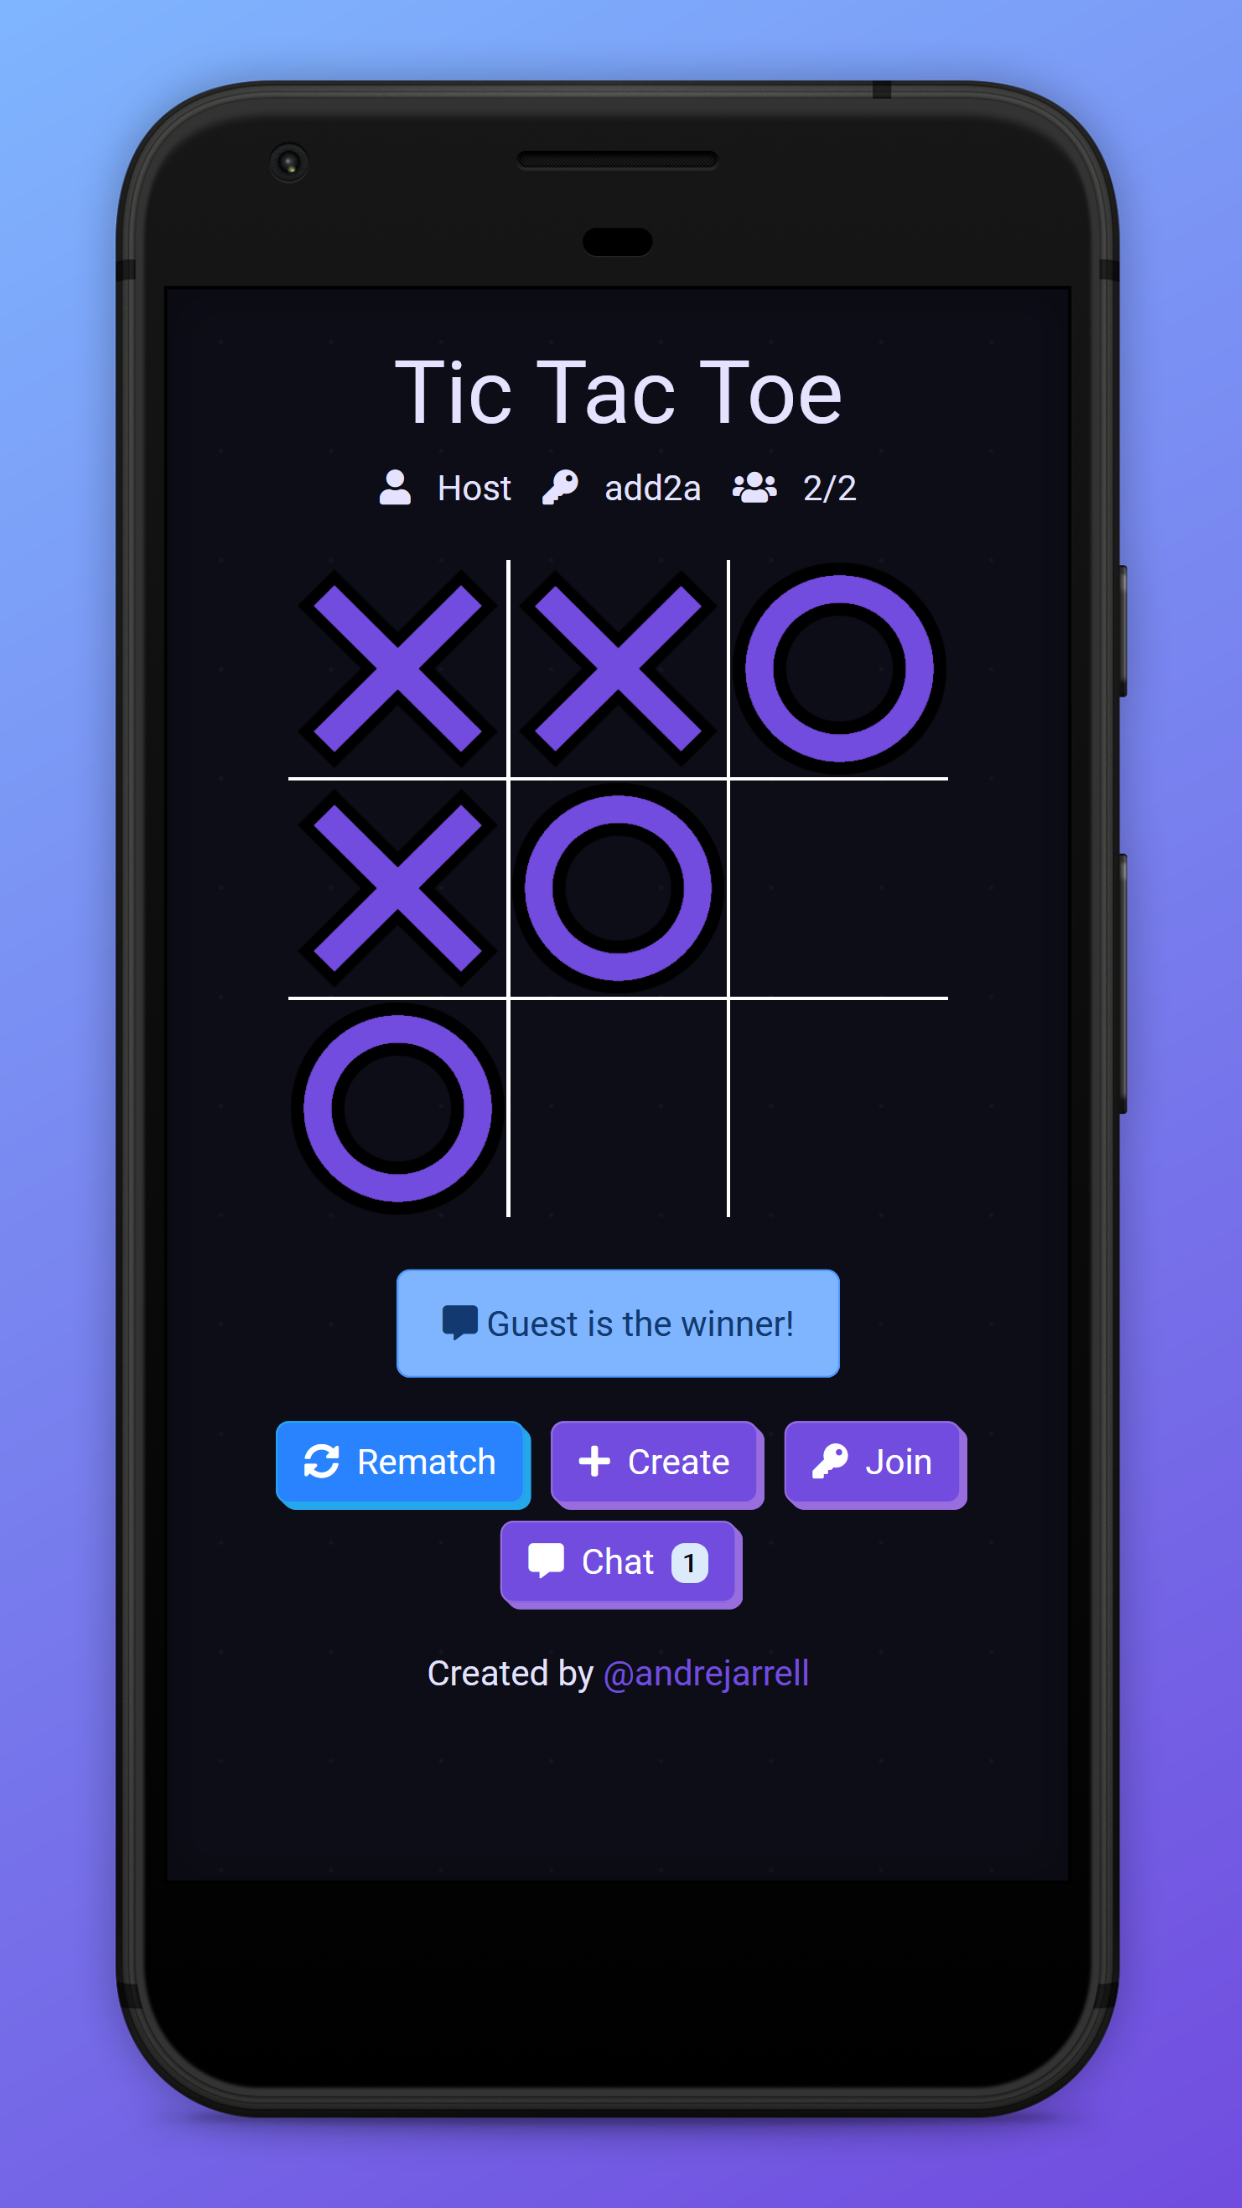 Tic Tac Toe
Host add2a 2/2
Guest is the winner!
Rematch Create Join
Chat 1
Created by @andrejarrell